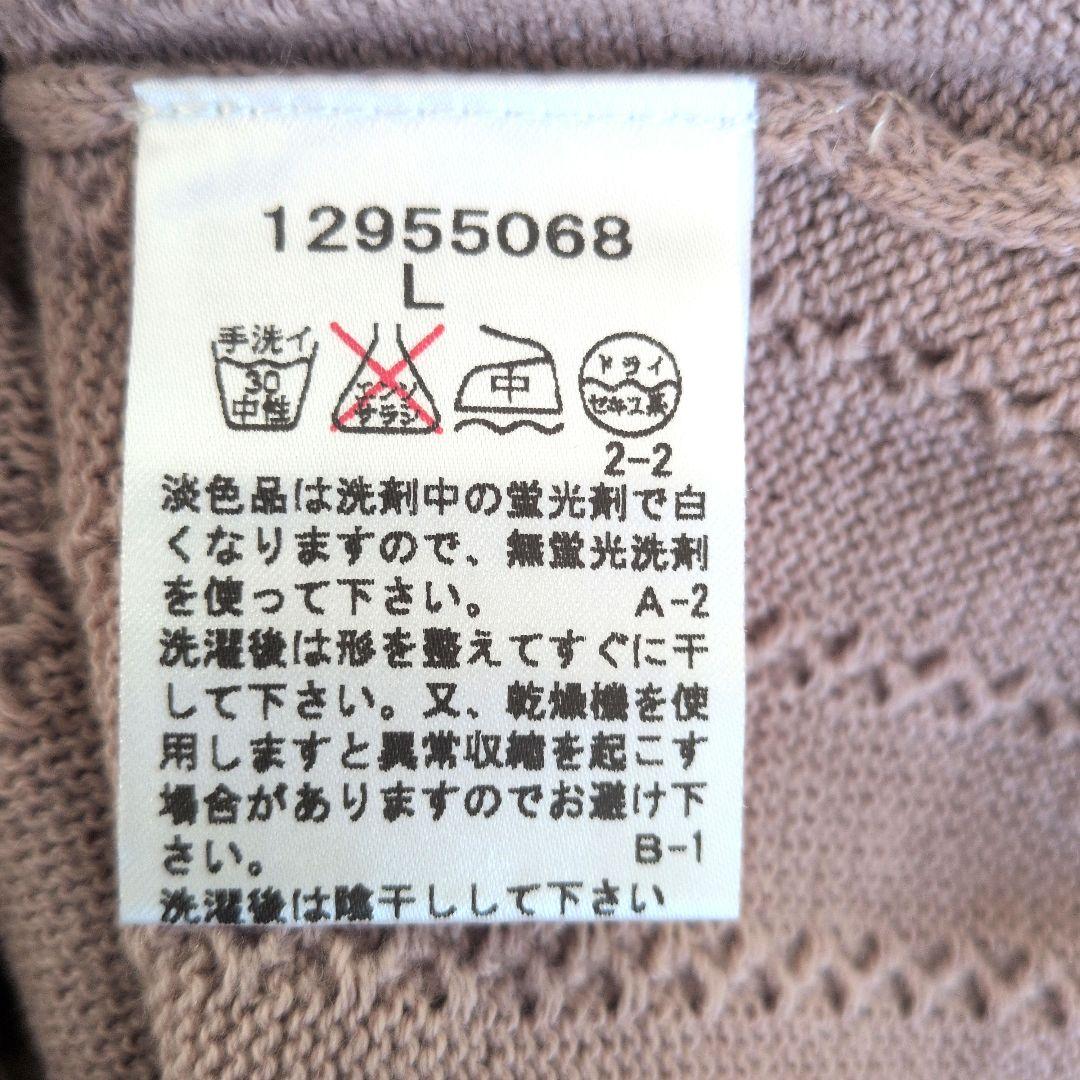 12955068
L
手洗イ
30
中性
エンソ
サラシ
中
ドライ
セキユ系
2-2
淡色品は洗剤中の蛍光剤で白
くなりますので、無蛍光洗剤
を使って下さい。 A-2
洗濯後は形を整えてすぐに干
して下さい。又、乾燥機を使
用しますと異常収縮を起こす
場合がありますのでお避け下
さい。 B-1
洗濯後は陰干しして下さい